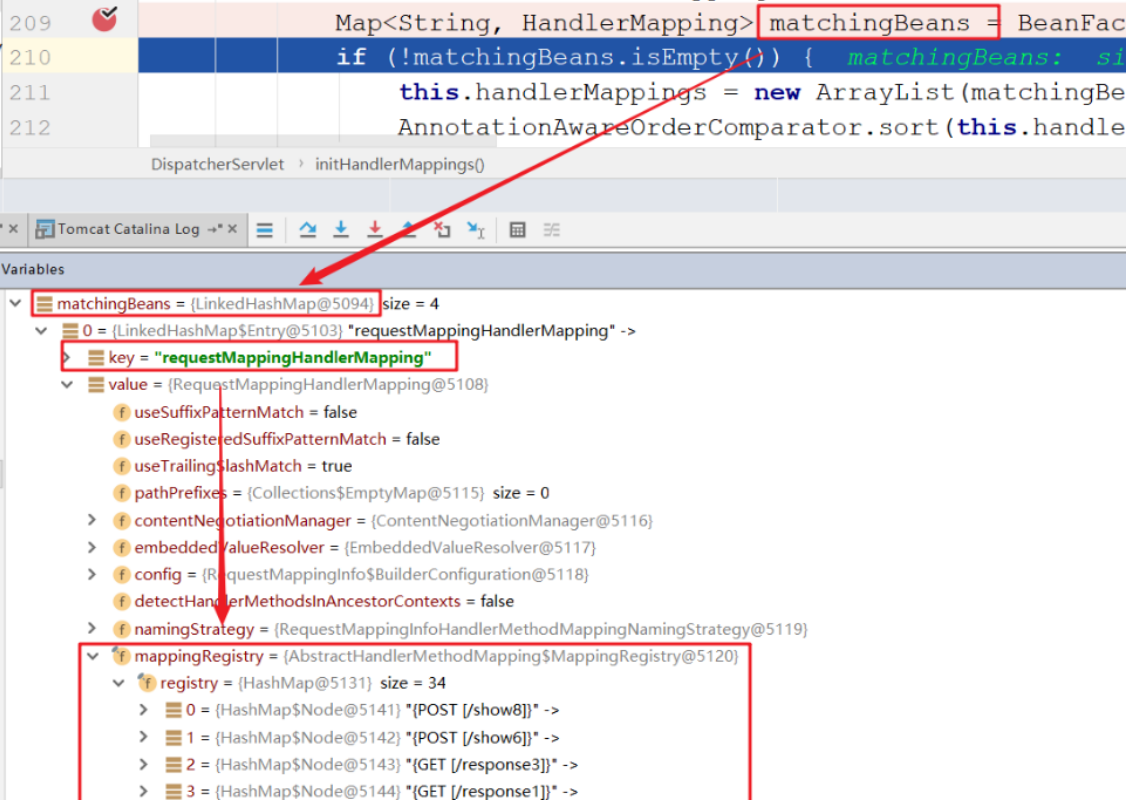 209 Map<String, HandlerMapping> matchingBeans = BeanFac
210 if (!matchingBeans.isEmpty()) { matchingBeans: si
211 this.handlerMappings = new ArrayList(matchingBe
212 AnnotationAwareOrderComparator.sort(this.handle
DispatcherServlet › initHandlerMappings()
Tomcat Catalina Log
Variables
matchingBeans = {LinkedHashMap@5094} size = 4
0 = {LinkedHashMap$Entry@5103} "requestMappingHandlerMapping" ->
key = "requestMappingHandlerMapping"
value = {RequestMappingHandlerMapping@5108}
f useSuffixPatternMatch = false
f useRegisteredSuffixPatternMatch = false
f useTrailingSlashMatch = true
f pathPrefixes = {Collections$EmptyMap@5115} size = 0
f contentNegotiationManager = {ContentNegotiationManager@5116}
f embeddedValueResolver = {EmbeddedValueResolver@5117}
f config = {RequestMappingInfo$BuilderConfiguration@5118}
f detectHandlerMethodsInAncestorContexts = false
f namingStrategy = {RequestMappingInfoHandlerMethodMappingNamingStrategy@5119}
f mappingRegistry = {AbstractHandlerMethodMapping$MappingRegistry@5120}
f registry = {HashMap@5131} size = 34
0 = {HashMap$Node@5141} "{POST [/show8]}" ->
1 = {HashMap$Node@5142} "{POST [/show6]}" ->
2 = {HashMap$Node@5143} "{GET [/response3]}" ->
3 = {HashMap$Node@5144} "{GET [/response1]}" ->